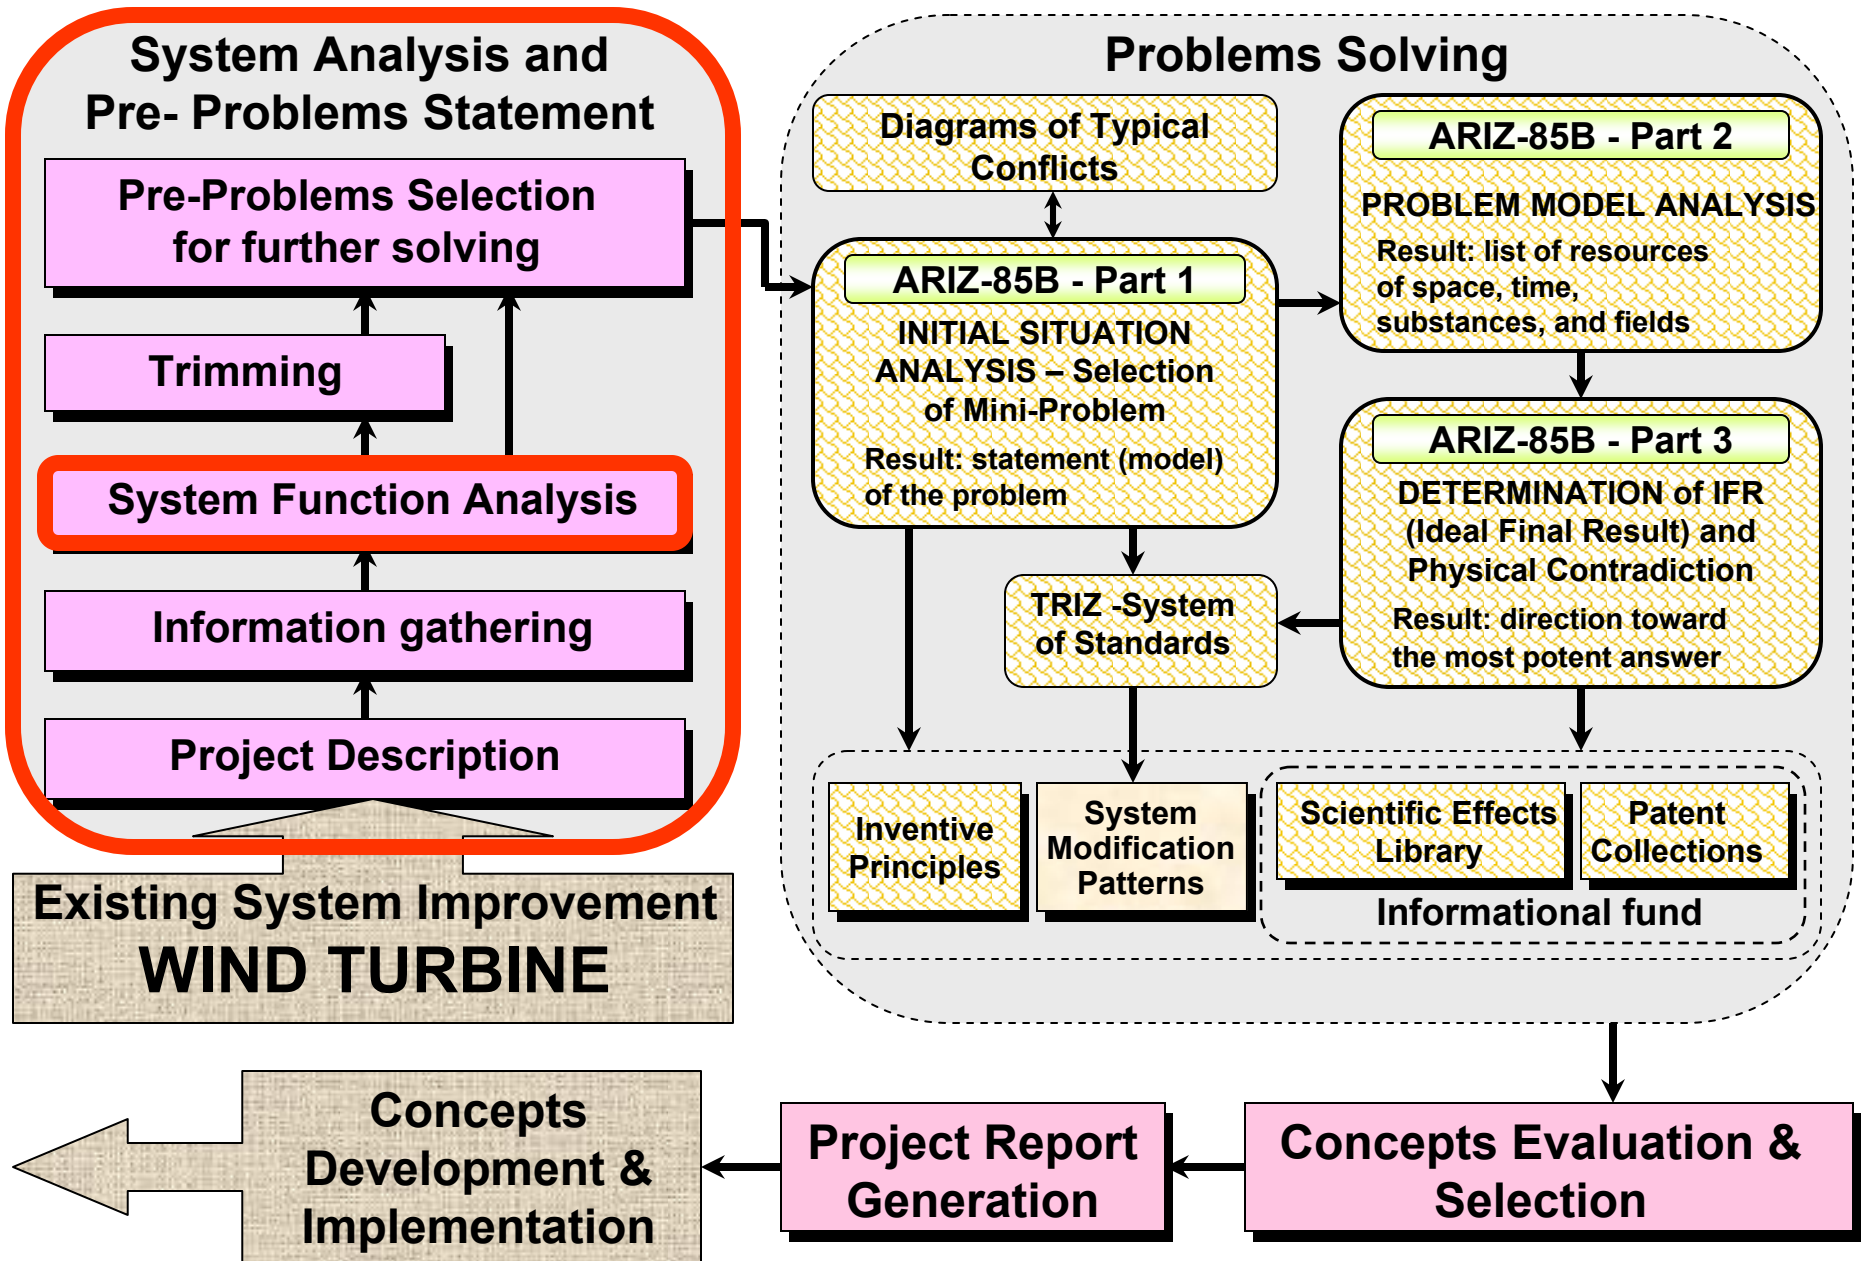 System Analysis and
Pre- Problems Statement
Pre-Problems Selection
for further solving
Trimming
System Function Analysis
Information gathering
Project Description
Existing System Improvement
WIND TURBINE
Problems Solving
Diagrams of Typical
Conflicts
ARIZ-85B - Part 1
INITIAL SITUATION
ANALYSIS – Selection
of Mini-Problem
Result: statement (model)
of the problem
ARIZ-85B - Part 2
PROBLEM MODEL ANALYSIS
Result: list of resources
of space, time,
substances, and fields
ARIZ-85B - Part 3
DETERMINATION of IFR
(Ideal Final Result) and
Physical Contradiction
Result: direction toward
the most potent answer
TRIZ -System
of Standards
Inventive
Principles
System
Modification
Patterns
Scientific Effects
Library
Patent
Collections
Informational fund
Concepts Evaluation &
Selection
Project Report
Generation
Concepts
Development &
Implementation